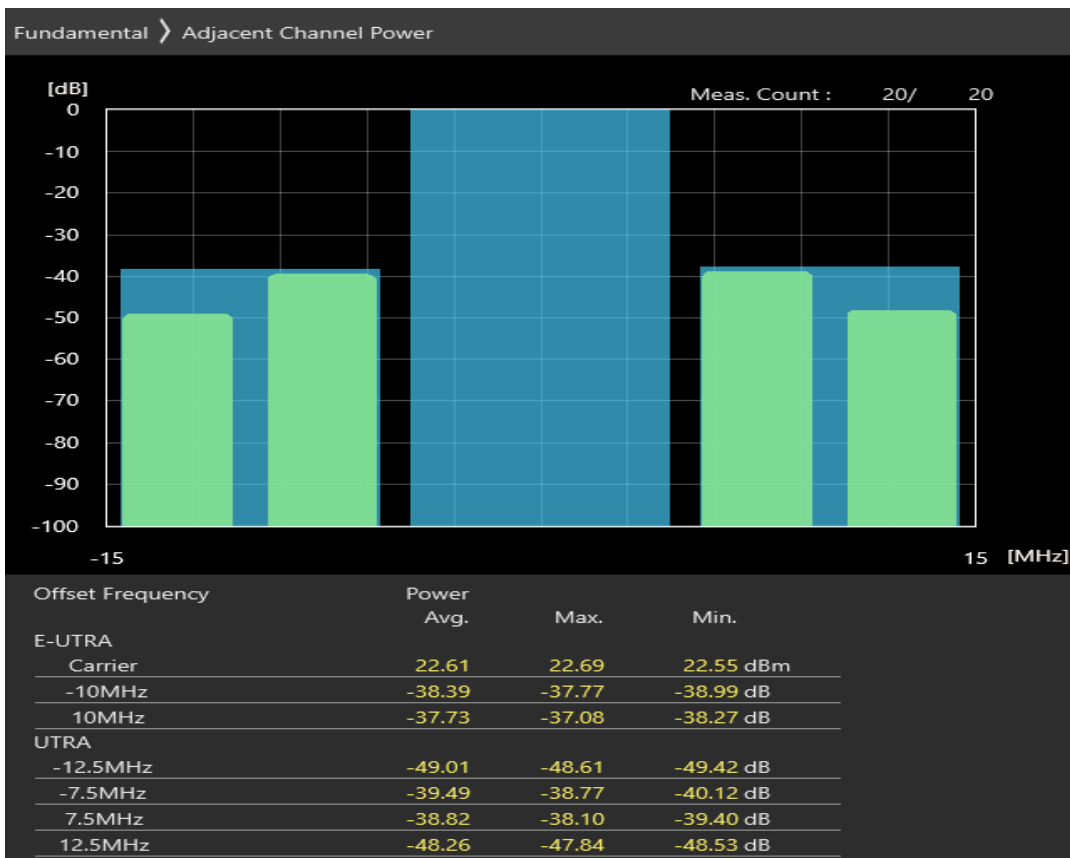 Fundamental 〉 Adjacent Channel Power
[dB]
Meas. Count : 20/ 20
0
-10
-20
-30
-40
-50
-60
-70
-80
-90
-100
-15 15 [MHz]
Offset Frequency Power
Avg. Max. Min.
E-UTRA
Carrier 22.61 22.69 22.55 dBm
-10MHz -38.39 -37.77 -38.99 dB
10MHz -37.73 -37.08 -38.27 dB
UTRA
-12.5MHz -49.01 -48.61 -49.42 dB
-7.5MHz -39.49 -38.77 -40.12 dB
7.5MHz -38.82 -38.10 -39.40 dB
12.5MHz -48.26 -47.84 -48.53 dB